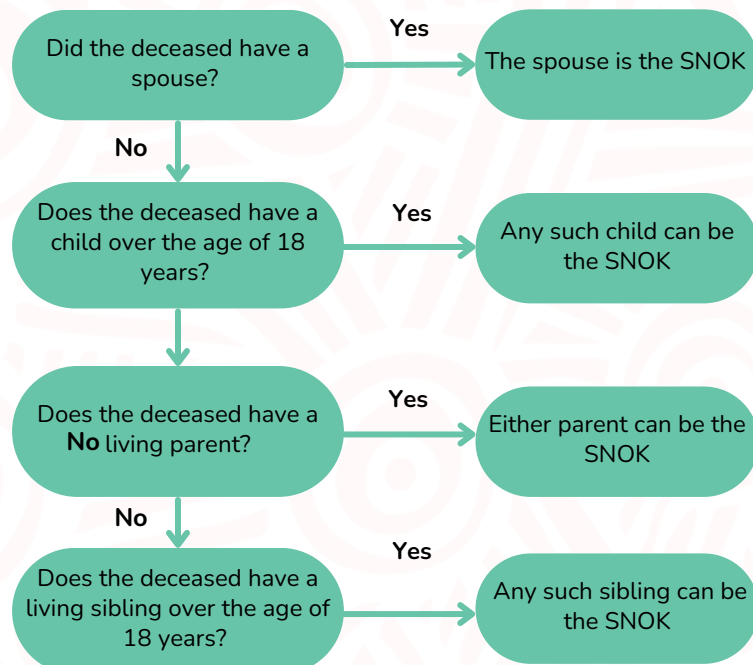 Did the deceased have a
spouse?
Yes
The spouse is the SNOK
No
Does the deceased have a
child over the age of 18
years?
Yes
Any such child can be
the SNOK
Does the deceased have a
No living parent?
Yes
Either parent can be the
SNOK
No
Does the deceased have a
living sibling over the age of
18 years?
Yes
Any such sibling can be
the SNOK